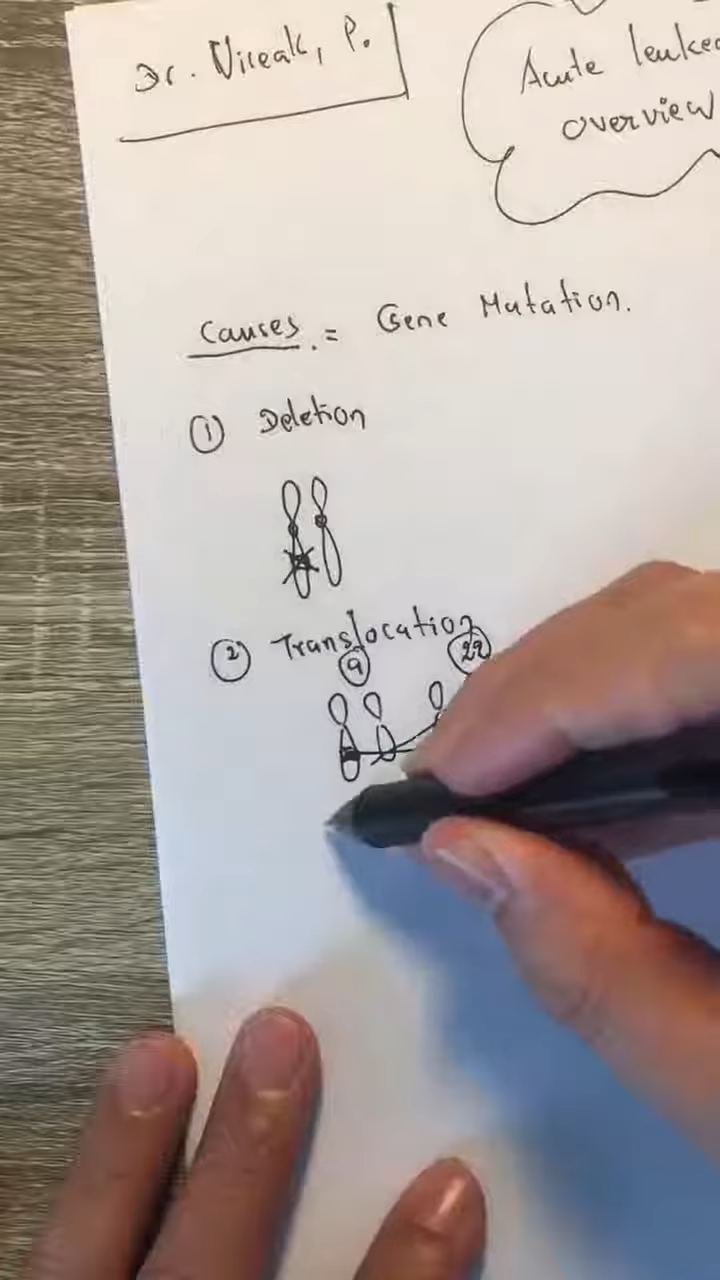 Dr. Vireak, P.
Acute leuke
overview
Causes. = Gene Mutation.
① Deletion
② Translocation
9
22